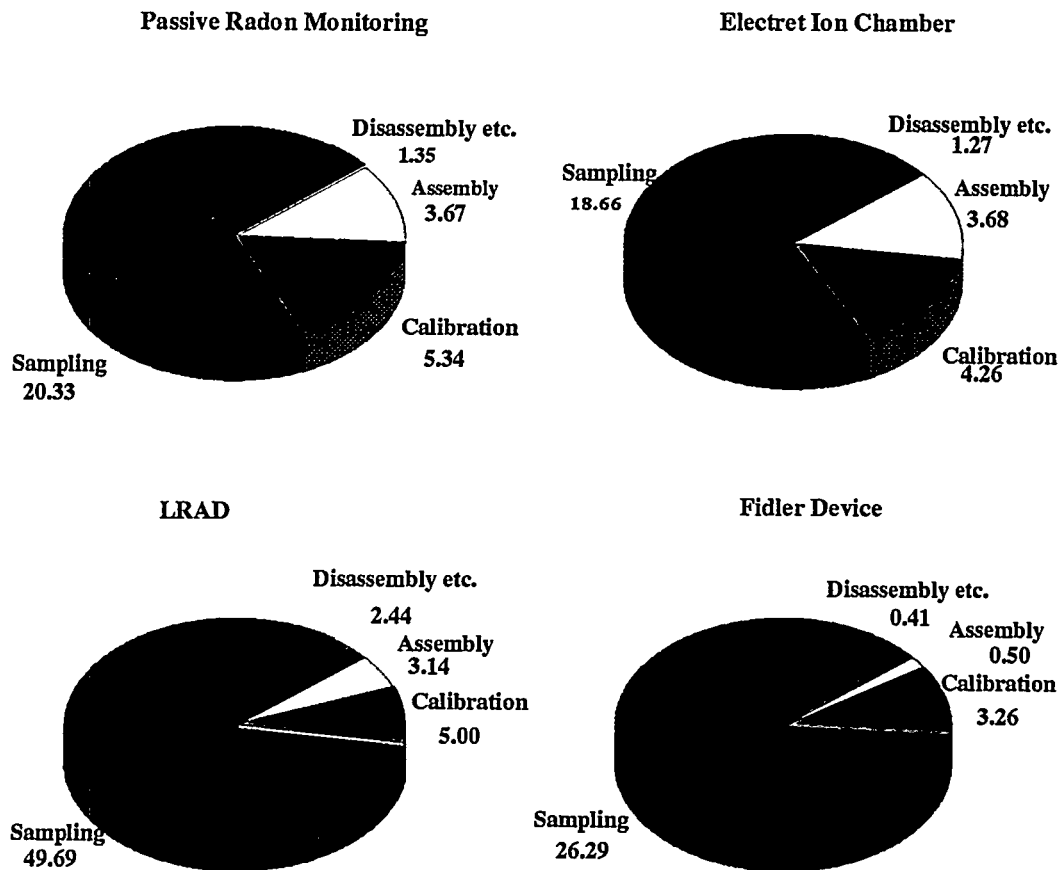 Passive Radon Monitoring
Disassembly etc.
1.35
Assembly
3.67
Calibration
5.34
Sampling
20.33
Electret Ion Chamber
Disassembly etc.
1.27
Sampling
18.66
Assembly
3.68
Calibration
4.26
LRAD
Disassembly etc.
2.44
Assembly
3.14
Calibration
5.00
Sampling
49.69
Fidler Device
Disassembly etc.
0.41
Assembly
0.50
Calibration
3.26
Sampling
26.29